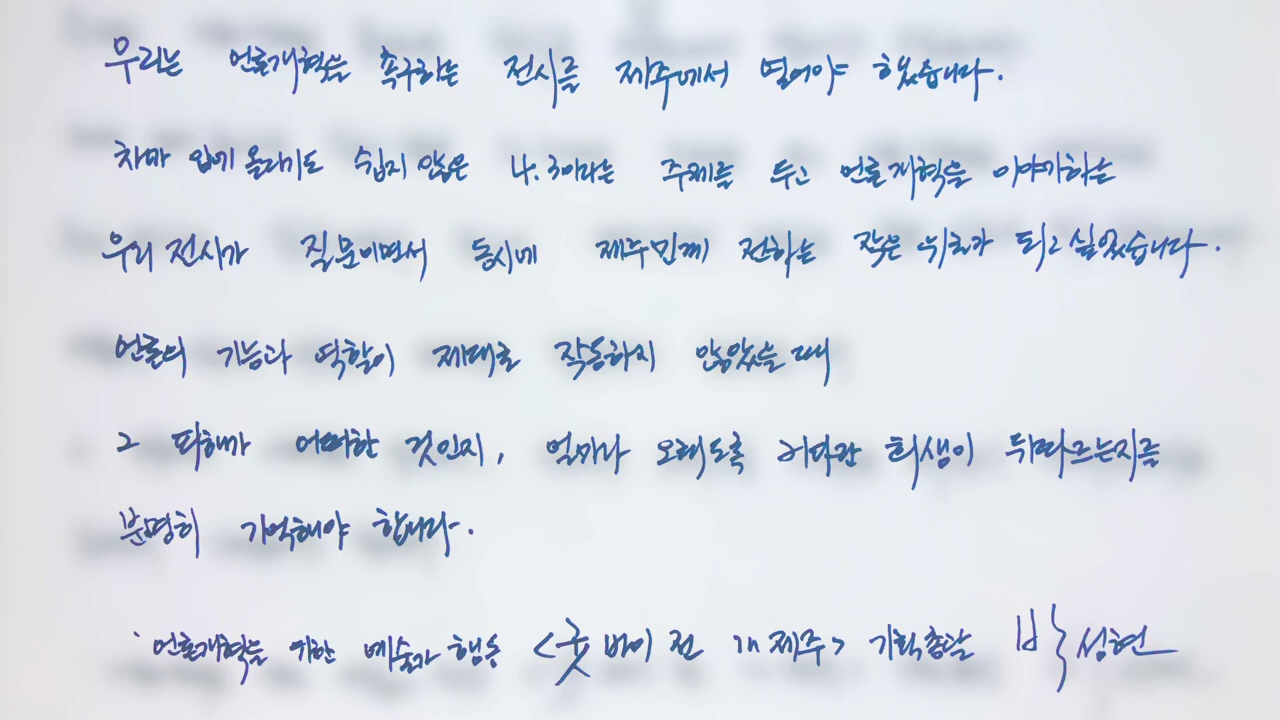 우리는 언론개혁을 촉구하는 전시를 제주에서 열어야 했습니다.
차마 입에 올리기도 쉽지 않은 4.3이라는 주제를 두고 언론개혁을 이야기하는
우리 전시가 질문이면서 동시에 제주민께 전하는 작은 위로가 되고 싶었습니다.
언론의 기능과 역할이 제대로 작동하지 않았을 때
그 피해가 어떠한 것인지, 얼마나 오래도록 커다란 희생이 뒤따르는지를
분명히 기억해야 합니다.
언론개혁을 위한 예술가 행동 <굿바이전 in 제주> 기획총괄 박성현